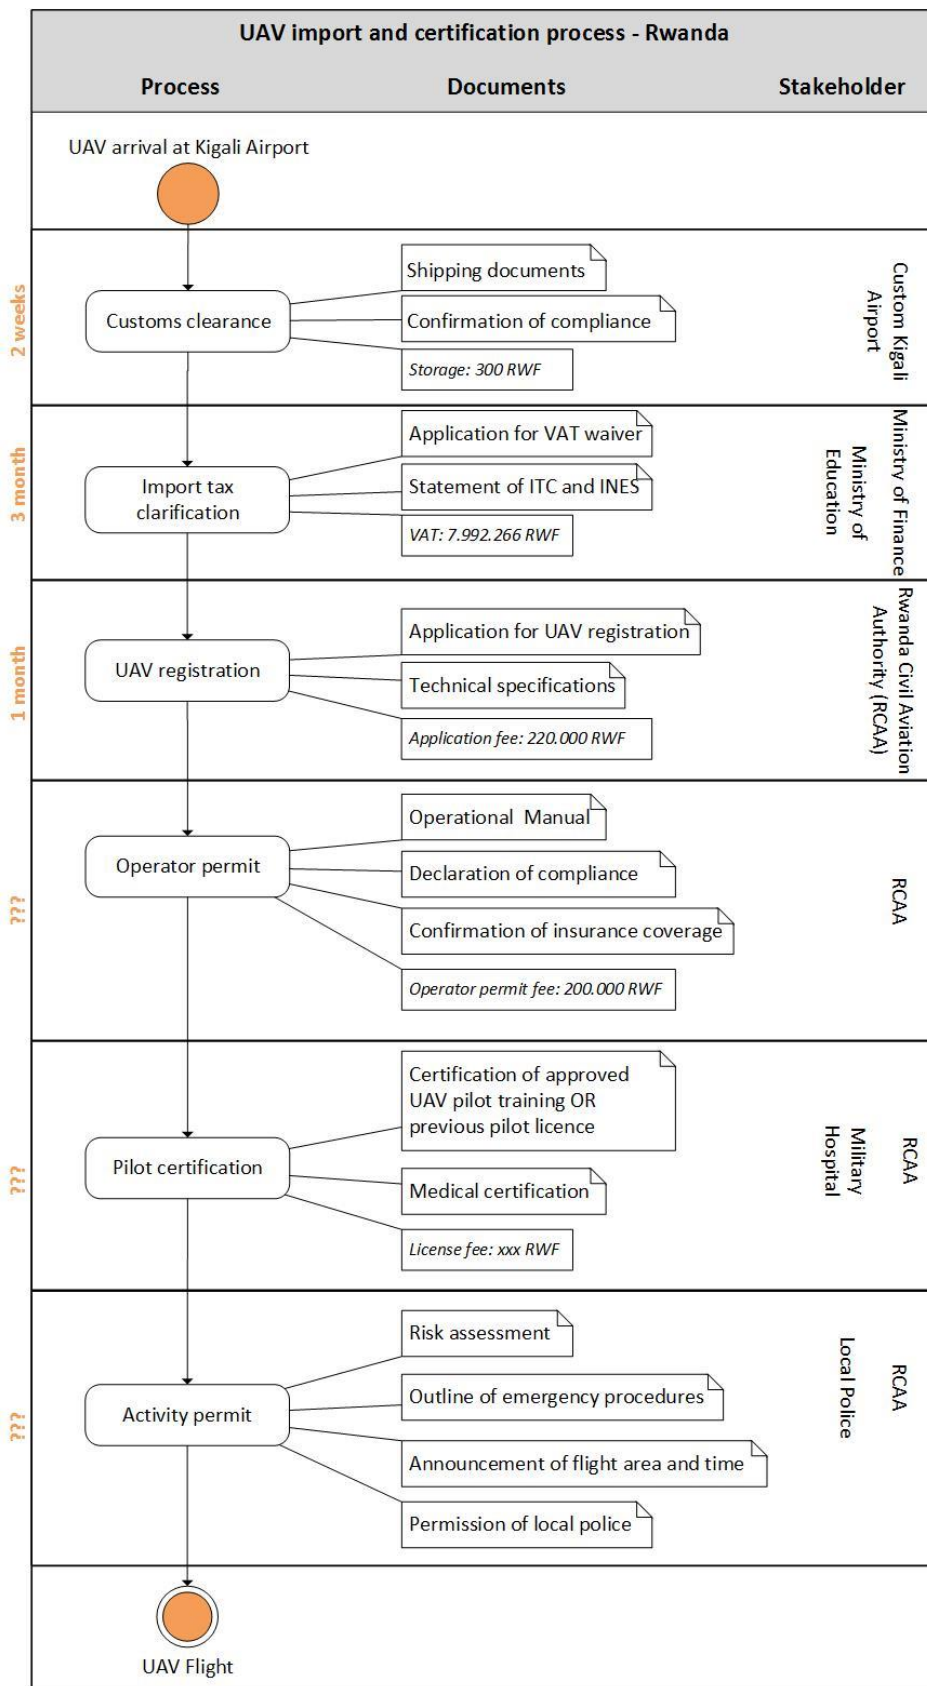 UAV import and certification process - Rwanda
Process
Documents
Stakeholder
UAV arrival at Kigali Airport
2 weeks
Customs clearance
Shipping documents
Confirmation of compliance
Storage: 300 RWF
Custom Kigali
Airport
3 month
Import tax
clarification
Application for VAT waiver
Statement of ITC and INES
VAT: 7.992.266 RWF
Ministry of Finance
Ministry of
Education
1 month
UAV registration
Application for UAV registration
Technical specifications
Application fee: 220.000 RWF
Rwanda Civil Aviation
Authority (RCAA)
???
Operator permit
Operational Manual
Declaration of compliance
Confirmation of insurance coverage
Operator permit fee: 200.000 RWF
RCAA
???
Pilot certification
Certification of approved
UAV pilot training OR
previous pilot licence
Medical certification
License fee: xxx RWF
RCAA
Military
Hospital
???
Activity permit
Risk assessment
Outline of emergency procedures
Announcement of flight area and time
Permission of local police
RCAA
Local Police
UAV Flight